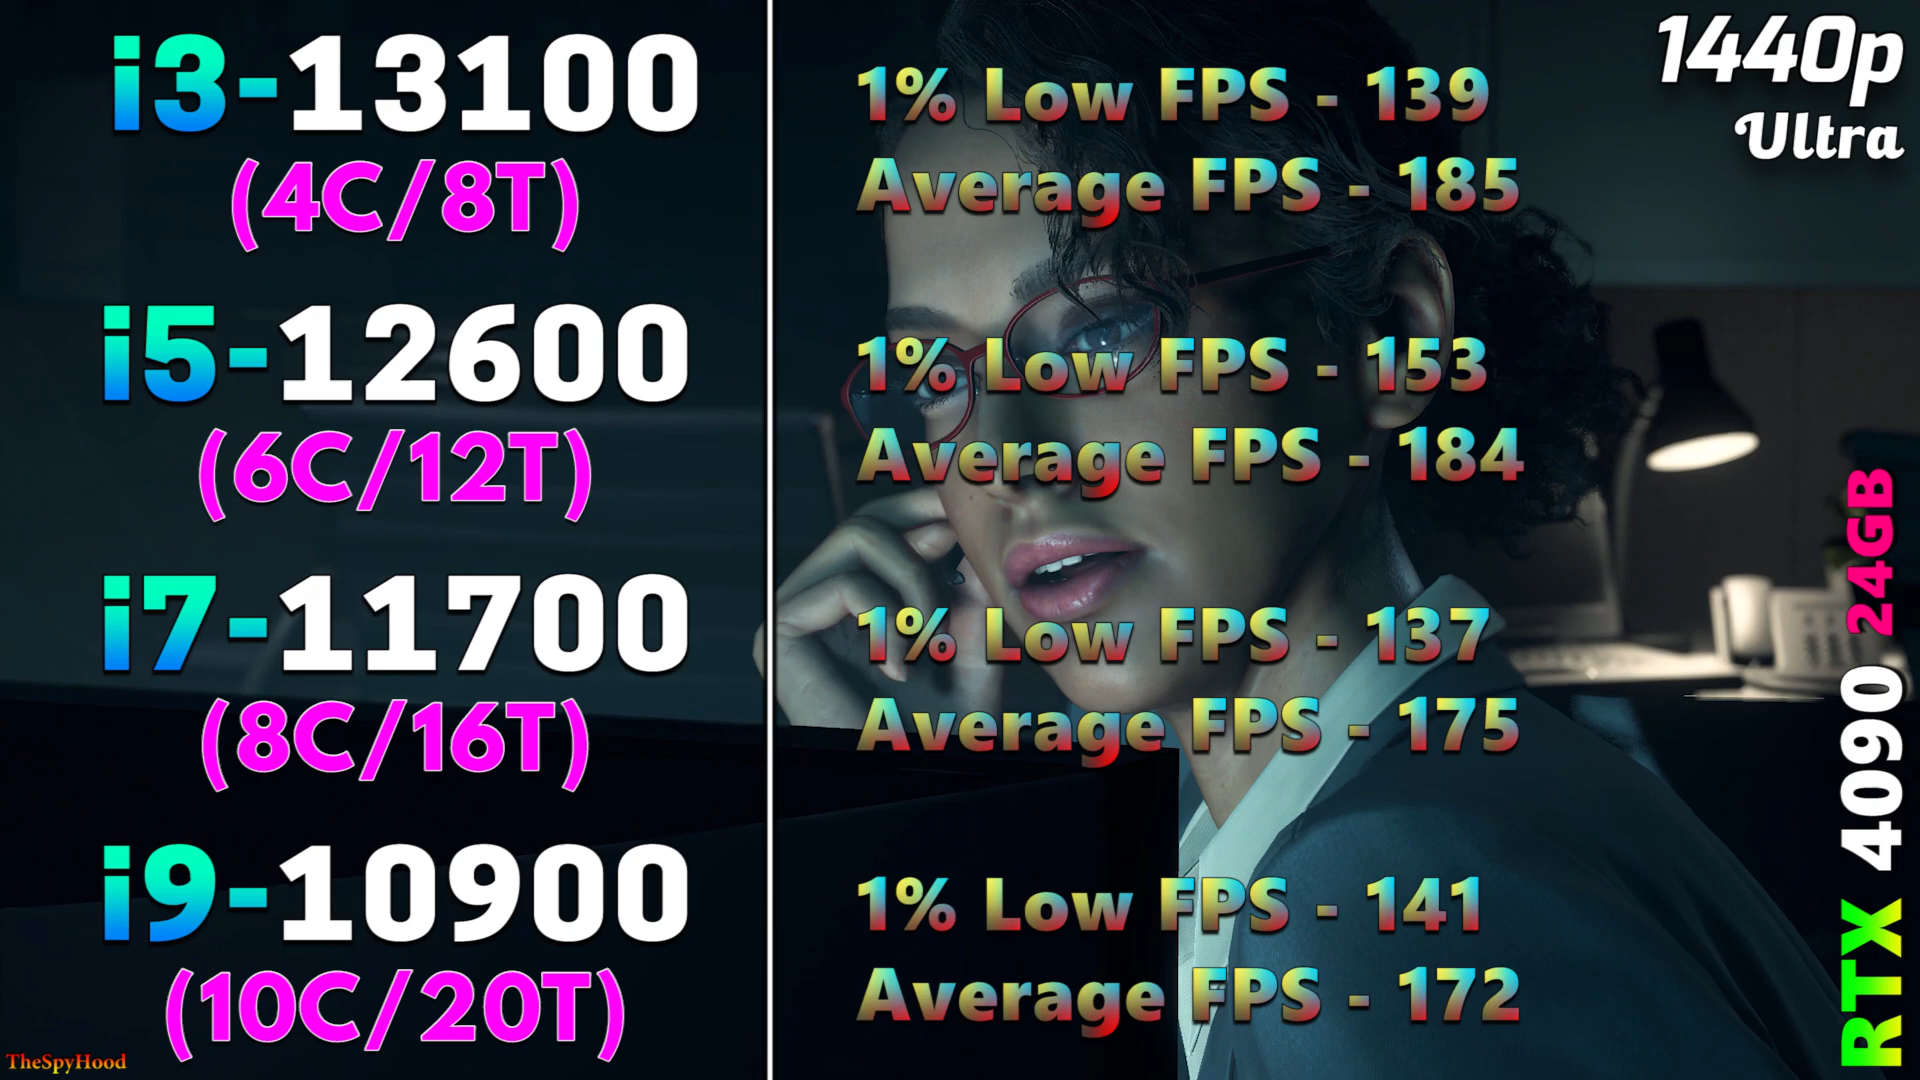 i3-13100
(4C/8T)
1% Low FPS - 139
Average FPS - 185
i5-12600
(6C/12T)
1% Low FPS - 153
Average FPS - 184
i7-11700
(8C/16T)
1% Low FPS - 137
Average FPS - 175
i9-10900
(10C/20T)
1% Low FPS - 141
Average FPS - 172
1440p
Ultra
RTX 4090 24GB
TheSpyHood